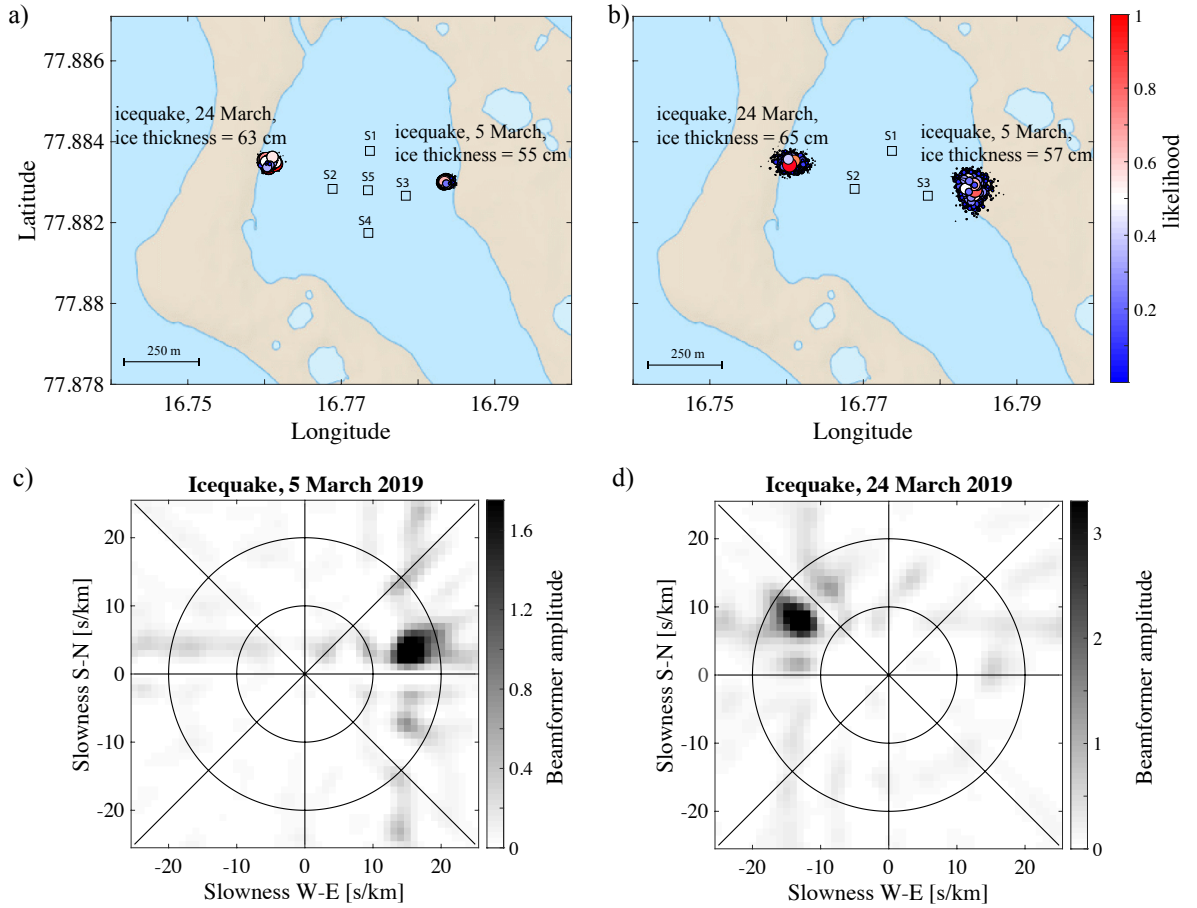 a)
77.886
77.884
77.882
77.88
77.878
Latitude
icequake, 24 March,
ice thickness = 63 cm
S1
icequake, 5 March,
ice thickness = 55 cm
S2
S5
S3
S4
250 m
16.75
16.77
16.79
Longitude
b)
icequake, 24 March,
ice thickness = 65 cm
S1
icequake, 5 March,
ice thickness = 57 cm
S2
S3
250 m
16.75
16.77
16.79
Longitude
1
0.8
0.6
0.4
0.2
likelihood
c)
Icequake, 5 March 2019
20
10
0
-10
-20
Slowness S-N [s/km]
-20
-10
0
10
20
Slowness W-E [s/km]
1.6
1.2
0.8
0.4
0
Beamformer amplitude
d)
Icequake, 24 March 2019
20
10
0
-10
-20
Slowness S-N [s/km]
-20
-10
0
10
20
Slowness W-E [s/km]
3
2
1
0
Beamformer amplitude